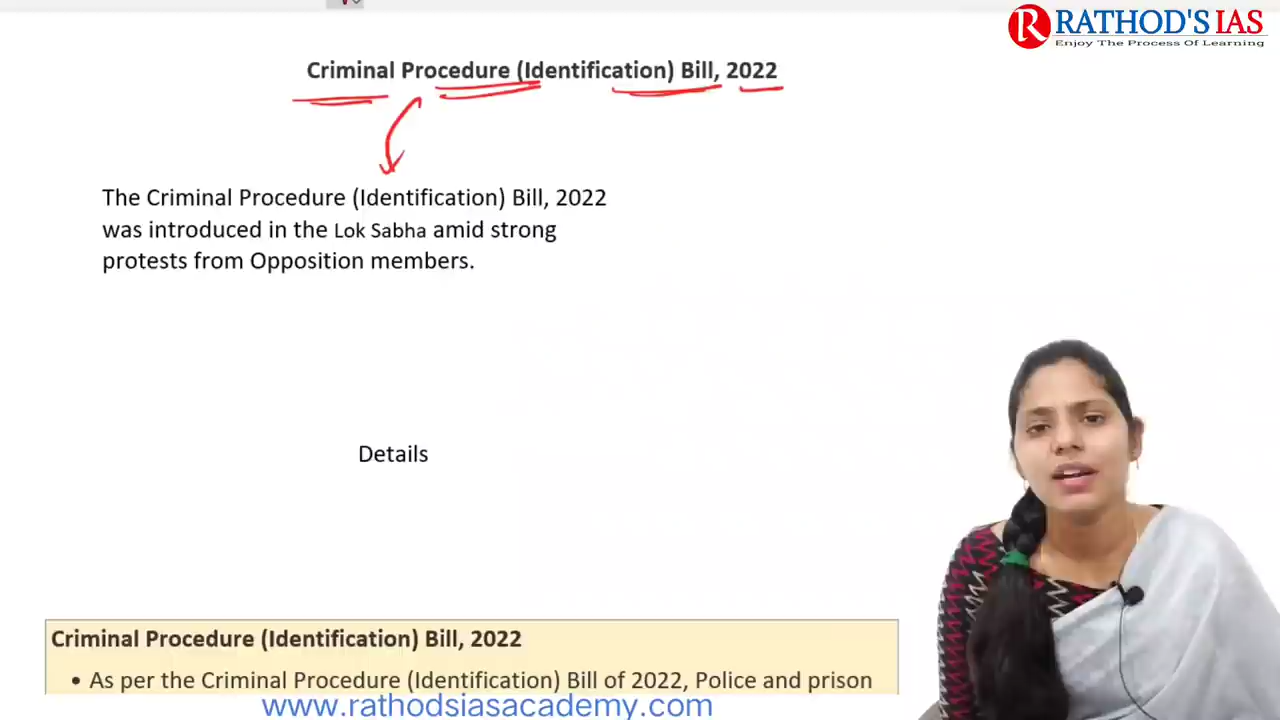 RATHOD'S IAS
Enjoy The Process Of Learning
Criminal Procedure (Identification) Bill, 2022
The Criminal Procedure (Identification) Bill, 2022
was introduced in the Lok Sabha amid strong
protests from Opposition members.
Details
Criminal Procedure (Identification) Bill, 2022
• As per the Criminal Procedure (Identification) Bill of 2022, Police and prison
www.rathodsiasacademy.com